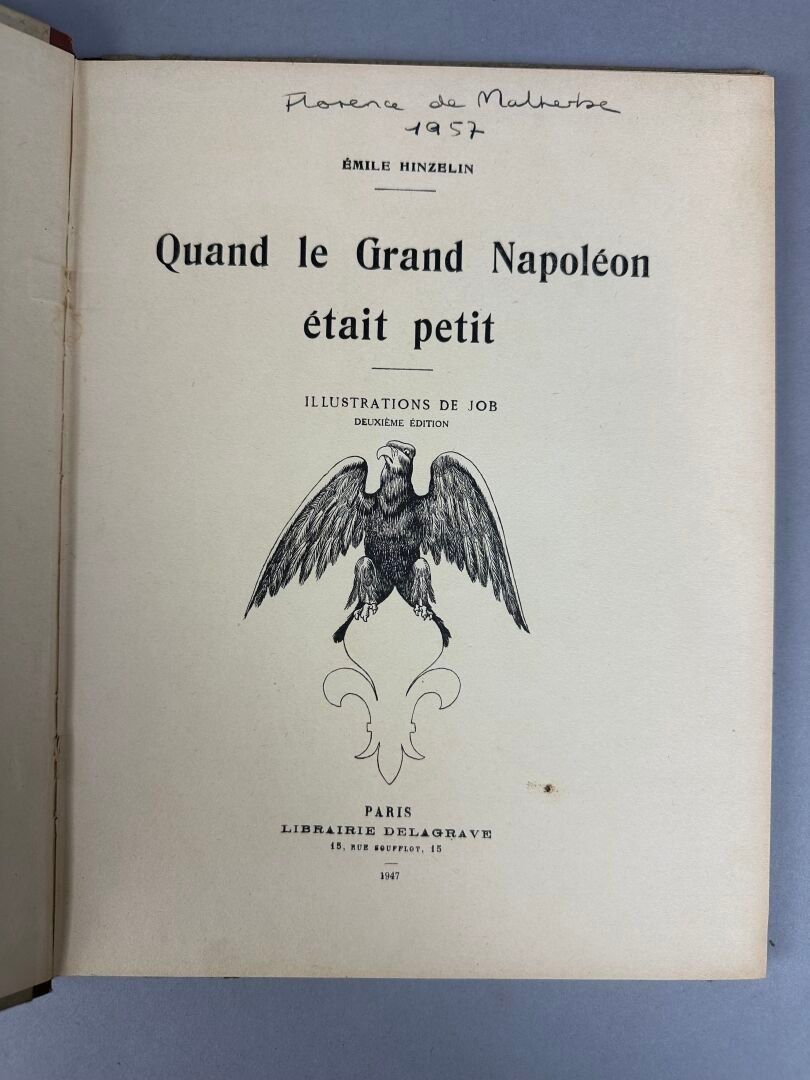 Florence de Malherbe
1957
ÉMILE HINZELIN
Quand le Grand Napoléon
était petit
ILLUSTRATIONS DE JOB
DEUXIÈME ÉDITION
PARIS
LIBRAIRIE DELAGRAVE
15, RUE SOUFFLOT, 15
1947